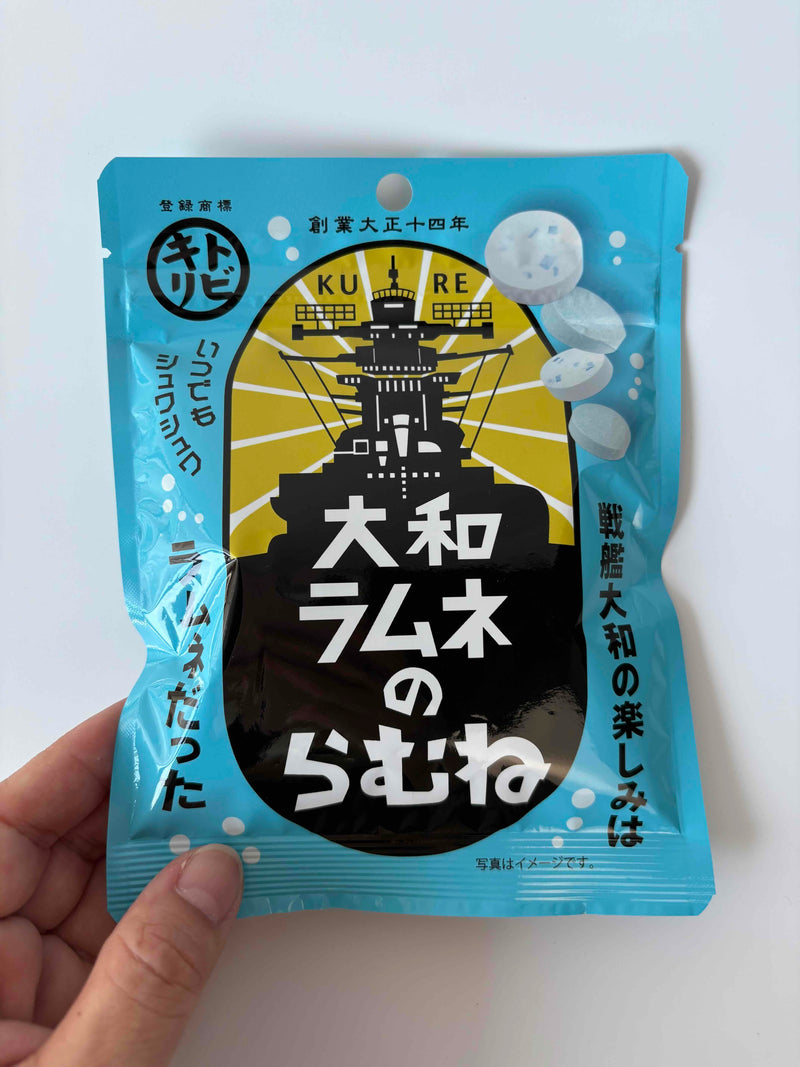 登録商標
トビ
キリ
創業大正十四年
KURE
いつでも
シュワシュワ
大和
ラムネ
の
らむね
戦艦大和の楽しみは
ラムネだった
写真はイメージです。